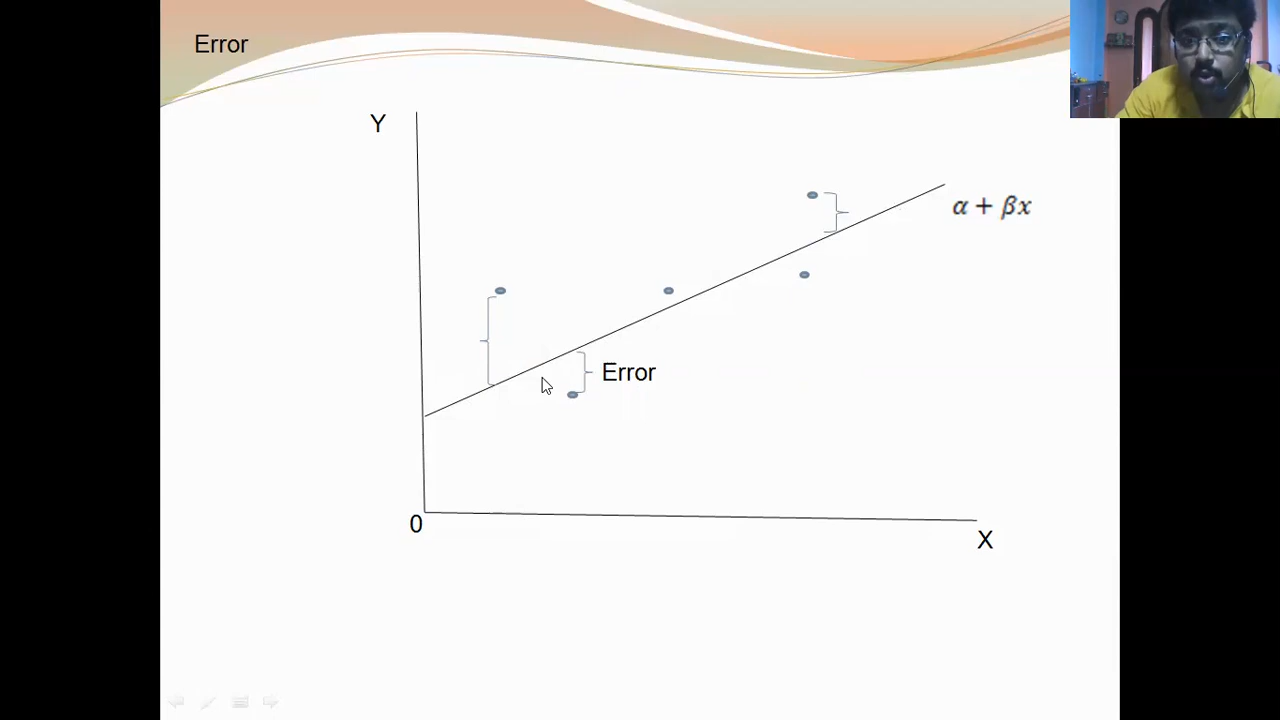 Error
Y
α + βx
Error
0
X